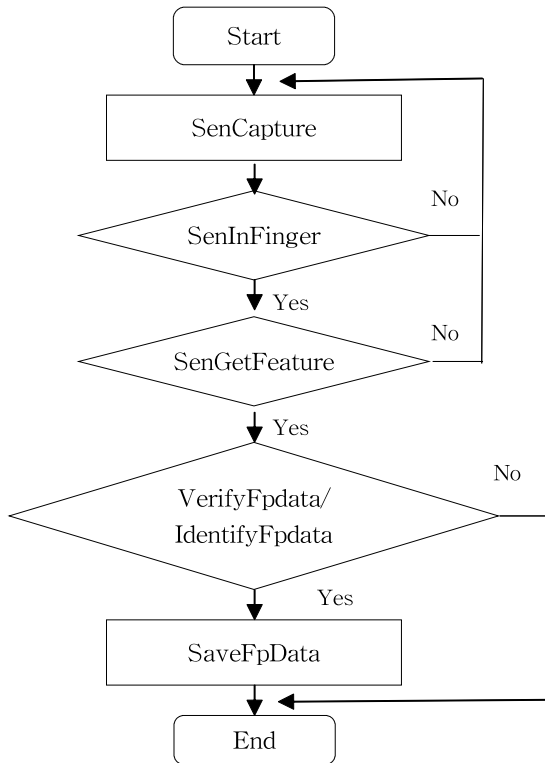 Start
SenCapture
No
SenInFinger
Yes
No
SenGetFeature
Yes
No
VerifyFpdata/
IdentifyFpdata
Yes
SaveFpData
End